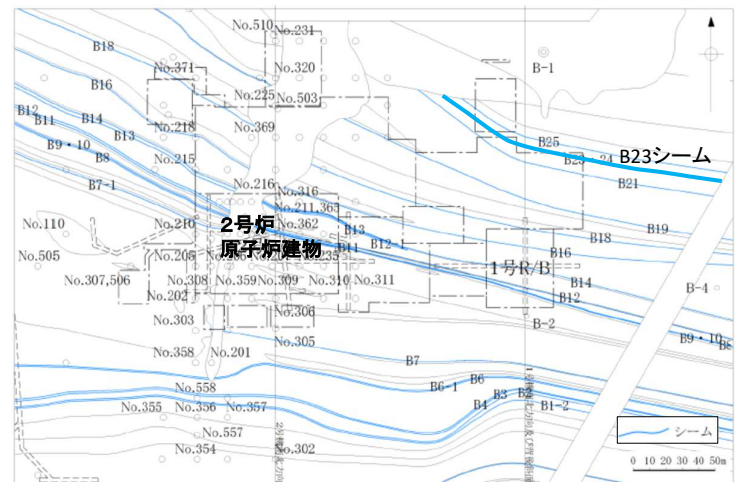 No.510
No.231
B18
No.371
No.320
B-1
B16
No.225
No.503
B12
B11
B14
No.218
No.369
B13
B25
B9・10
B23・24
B23シーム
B8
No.215
B7-1
No.216
No.316
B21
No.211,363
No.110
No.210
2号炉
No.362
B13
B19
原子炉建物
B11
B12-1
B18
No.505
No.205
B16
1号R/B
No.307,506
No.308
No.359
No.309
No.310
No.311
B14
B-4
No.202
B12
No.303
No.306
B-2
No.305
B9・10
B8
No.358
No.201
B7
B6
No.558
B6-1
B3
B4
B1-2
No.355
No.356
No.357
シーム
No.557
No.354
No.302
0 10 20 30 40 50m